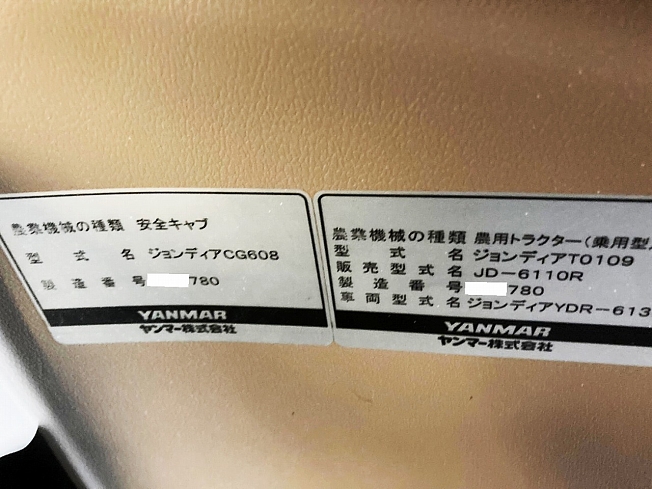 農業機械の種類 安全キャブ
型式名 ジョンディアCG608
製造番号 780
YANMAR
ヤンマー株式会社
農業機械の種類 農用トラクター(乗用型
型式名 ジョンディアT0109
販売型式名 JD-6110R
製造番号 780
車両型式名 ジョンディアYDR-613
YANMAR
ヤンマー株式会社